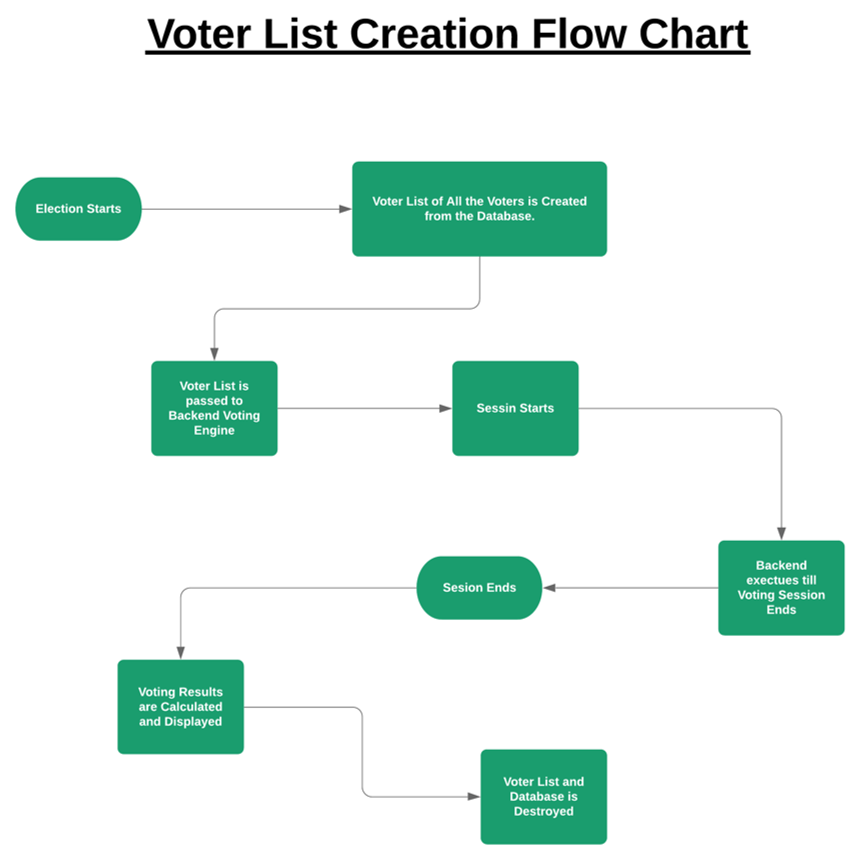 Voter List Creation Flow Chart
Election Starts
Voter List of All the Voters is Created
from the Database.
Voter List is
passed to
Backend Voting
Engine
Sessin Starts
Backend
exectues till
Voting Session
Ends
Sesion Ends
Voting Results
are Calculated
and Displayed
Voter List and
Database is
Destroyed